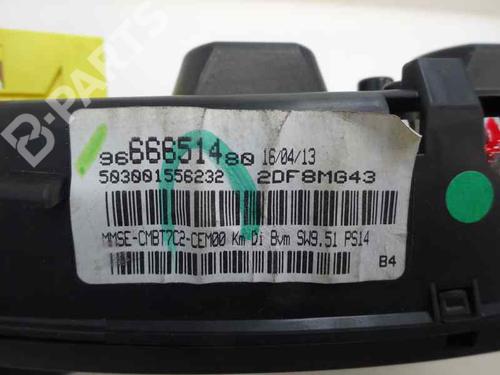 B-PARTS
9666651480 16/04/13
503001556232 2DF8MG43
MMSE-CMBT7C2-CEM00 Km Di Bvm SW9.51 PS14
B4